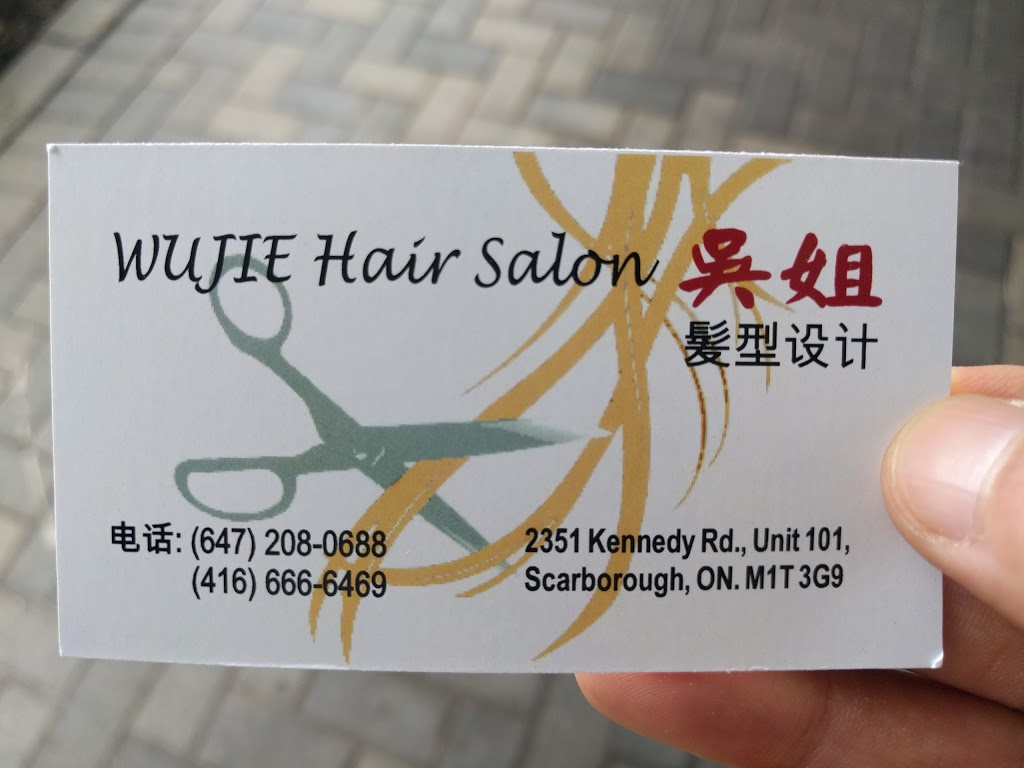 WUJIE Hair Salon 吳姐
髮型设计
电话: (647) 208-0688
(416) 666-6469
2351 Kennedy Rd., Unit 101,
Scarborough, ON. M1T 3G9